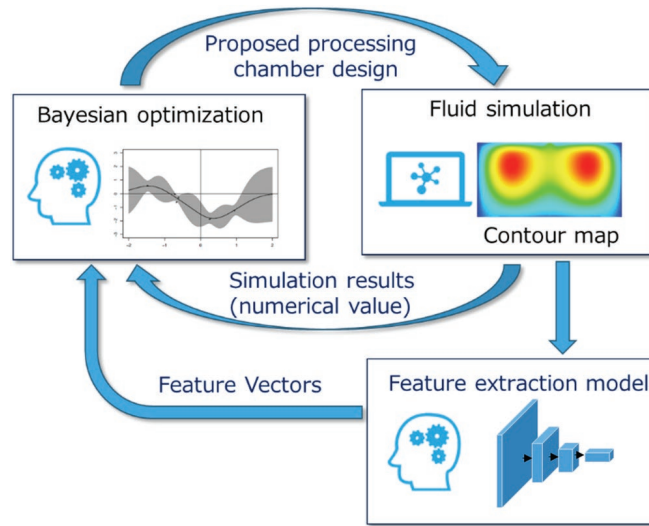 Proposed processing
chamber design
Bayesian optimization
Fluid simulation
Contour map
Simulation results
(numerical value)
Feature Vectors
Feature extraction model